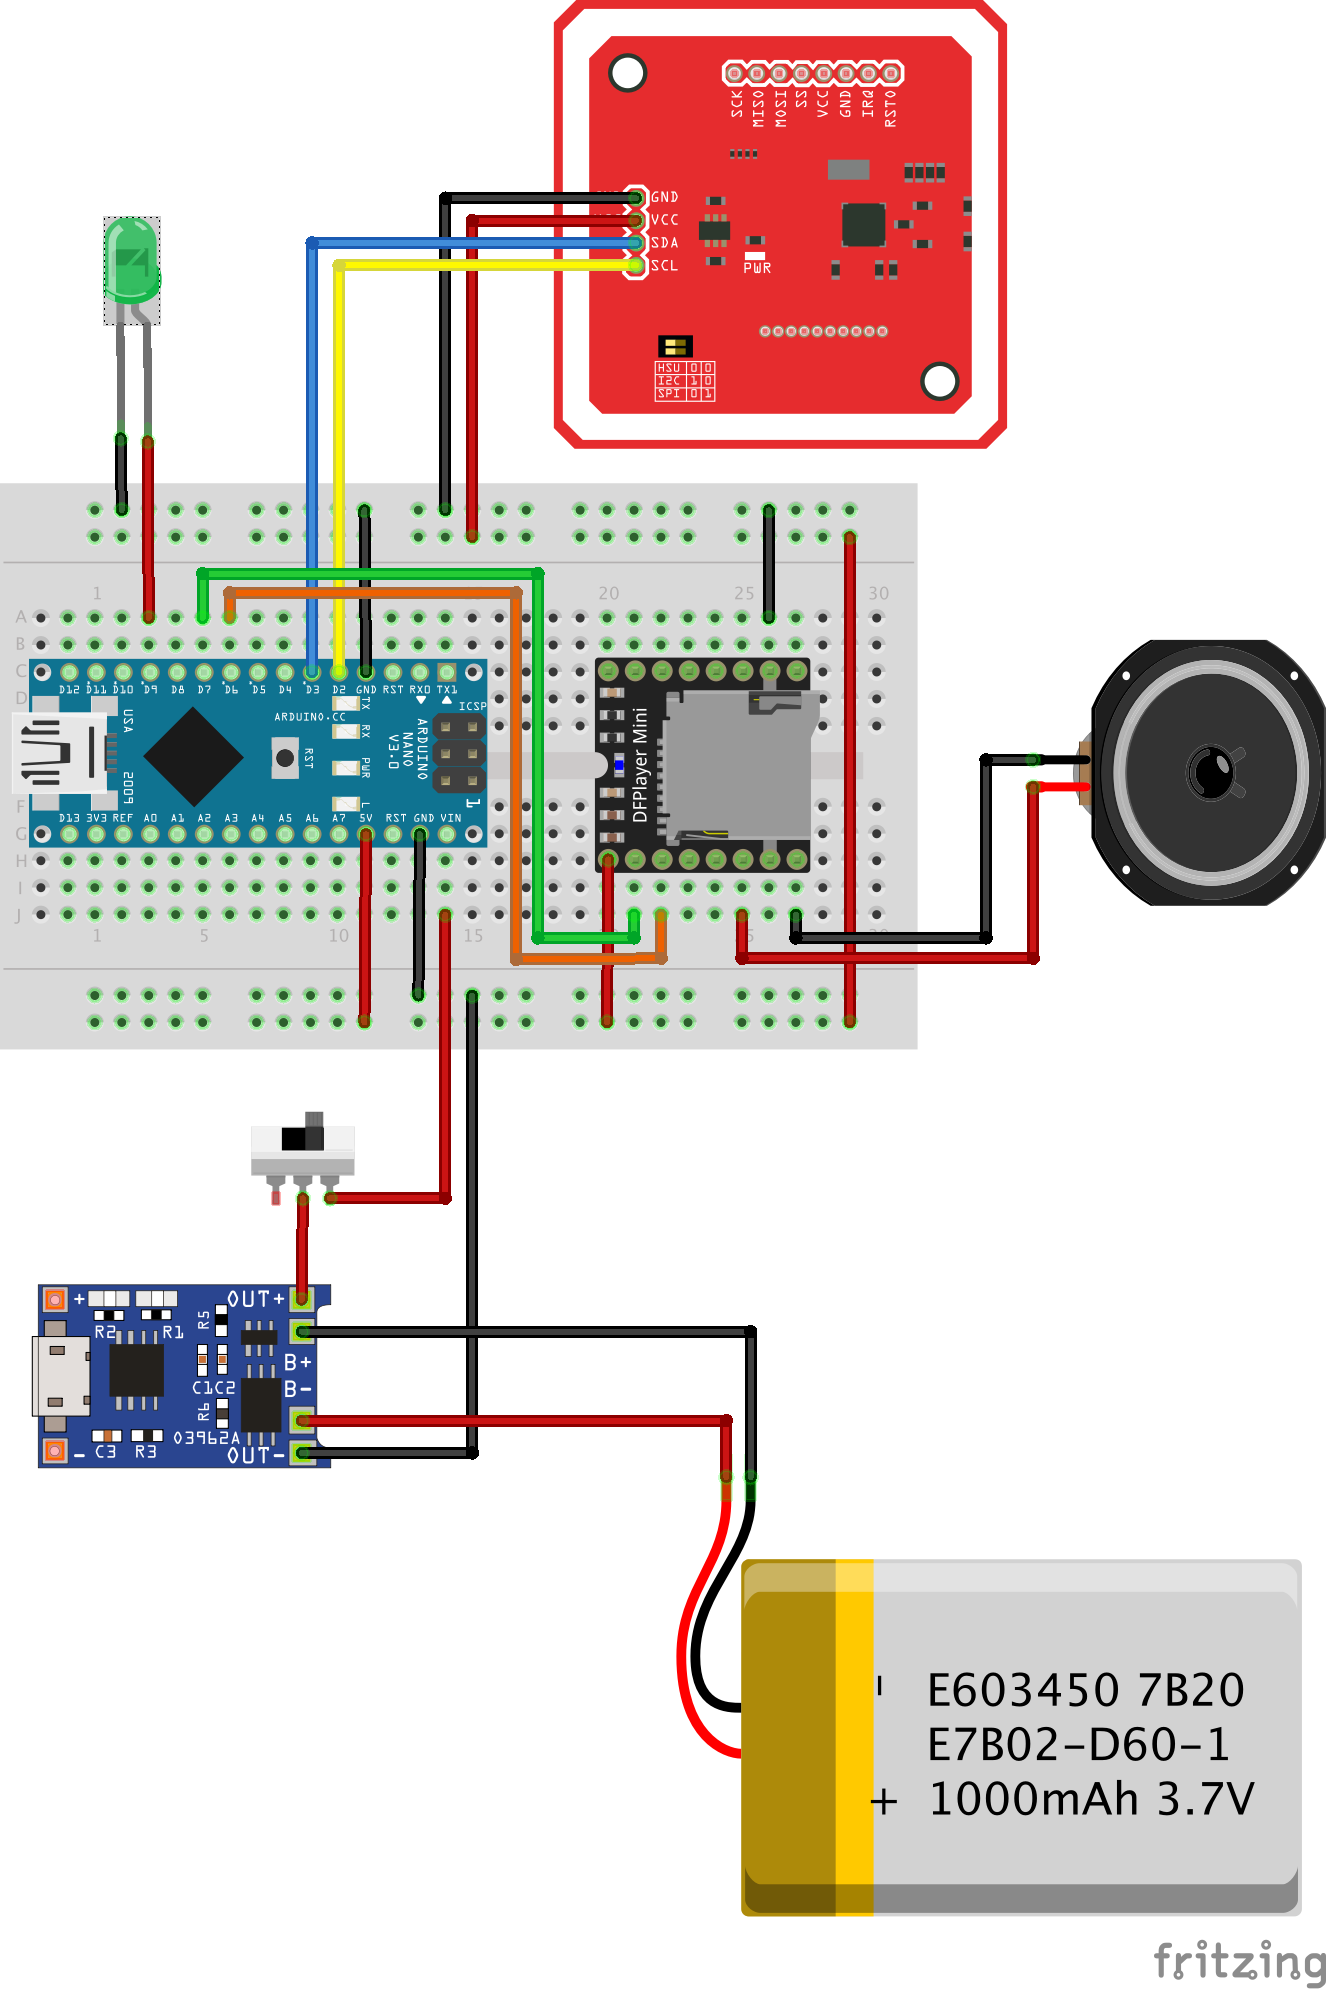 SCK MISO MOSI SS VCC GND IRQ RSTO
GND
VCC
SDA
SCL
PWR
HSU 0 0
I2C 1 0
SPI 0 1
1 20 25 30
A
B
C
D
D12 D11 D10 D9 D8 D7 D6 D5 D4 D3 D2 GND RST RX0 TX1
USA
2009
ARDUINO.CC
RST
TX
RX
PWR
L
ARDUINO
NANO
V3.0
ICSP
1
DFPlayer Mini
F
G
D13 3V3 REF A0 A1 A2 A3 A4 A5 A6 A7 5V RST GND VIN
H
I
J
1 5 10 15
+ OUT+
R2 R1 R5
B+
B-
C1C2
R6
03962A
- C3 R3 OUT-
- E603450 7B20
E7B02-D60-1
+ 1000mAh 3.7V
fritzing